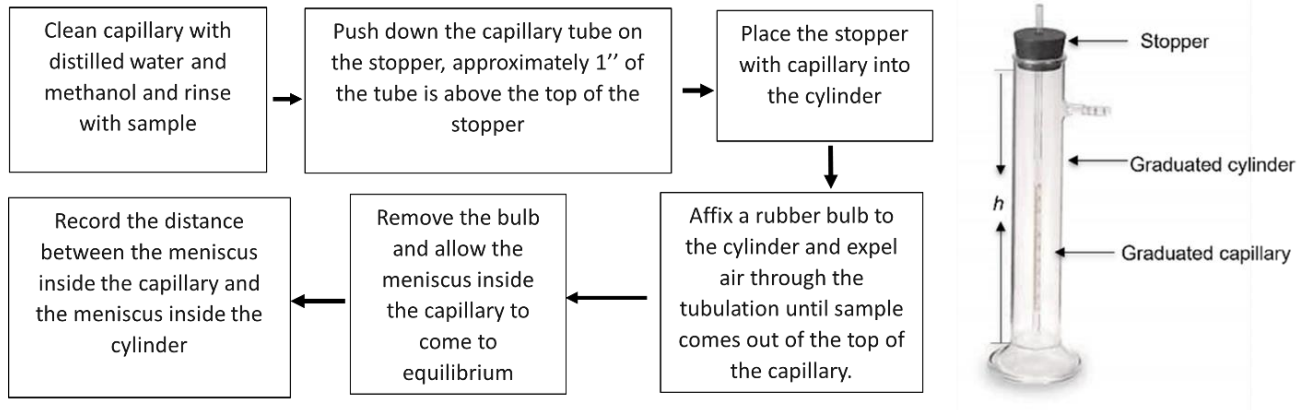 Clean capillary with
distilled water and
methanol and rinse
with sample
Push down the capillary tube on
the stopper, approximately 1’’ of
the tube is above the top of the
stopper
Place the stopper
with capillary into
the cylinder
Affix a rubber bulb to
the cylinder and expel
air through the
tubulation until sample
comes out of the top of
the capillary.
Remove the bulb
and allow the
meniscus inside
the capillary to
come to
equilibrium
Record the distance
between the meniscus
inside the capillary and
the meniscus inside the
cylinder
Stopper
Graduated cylinder
h
Graduated capillary